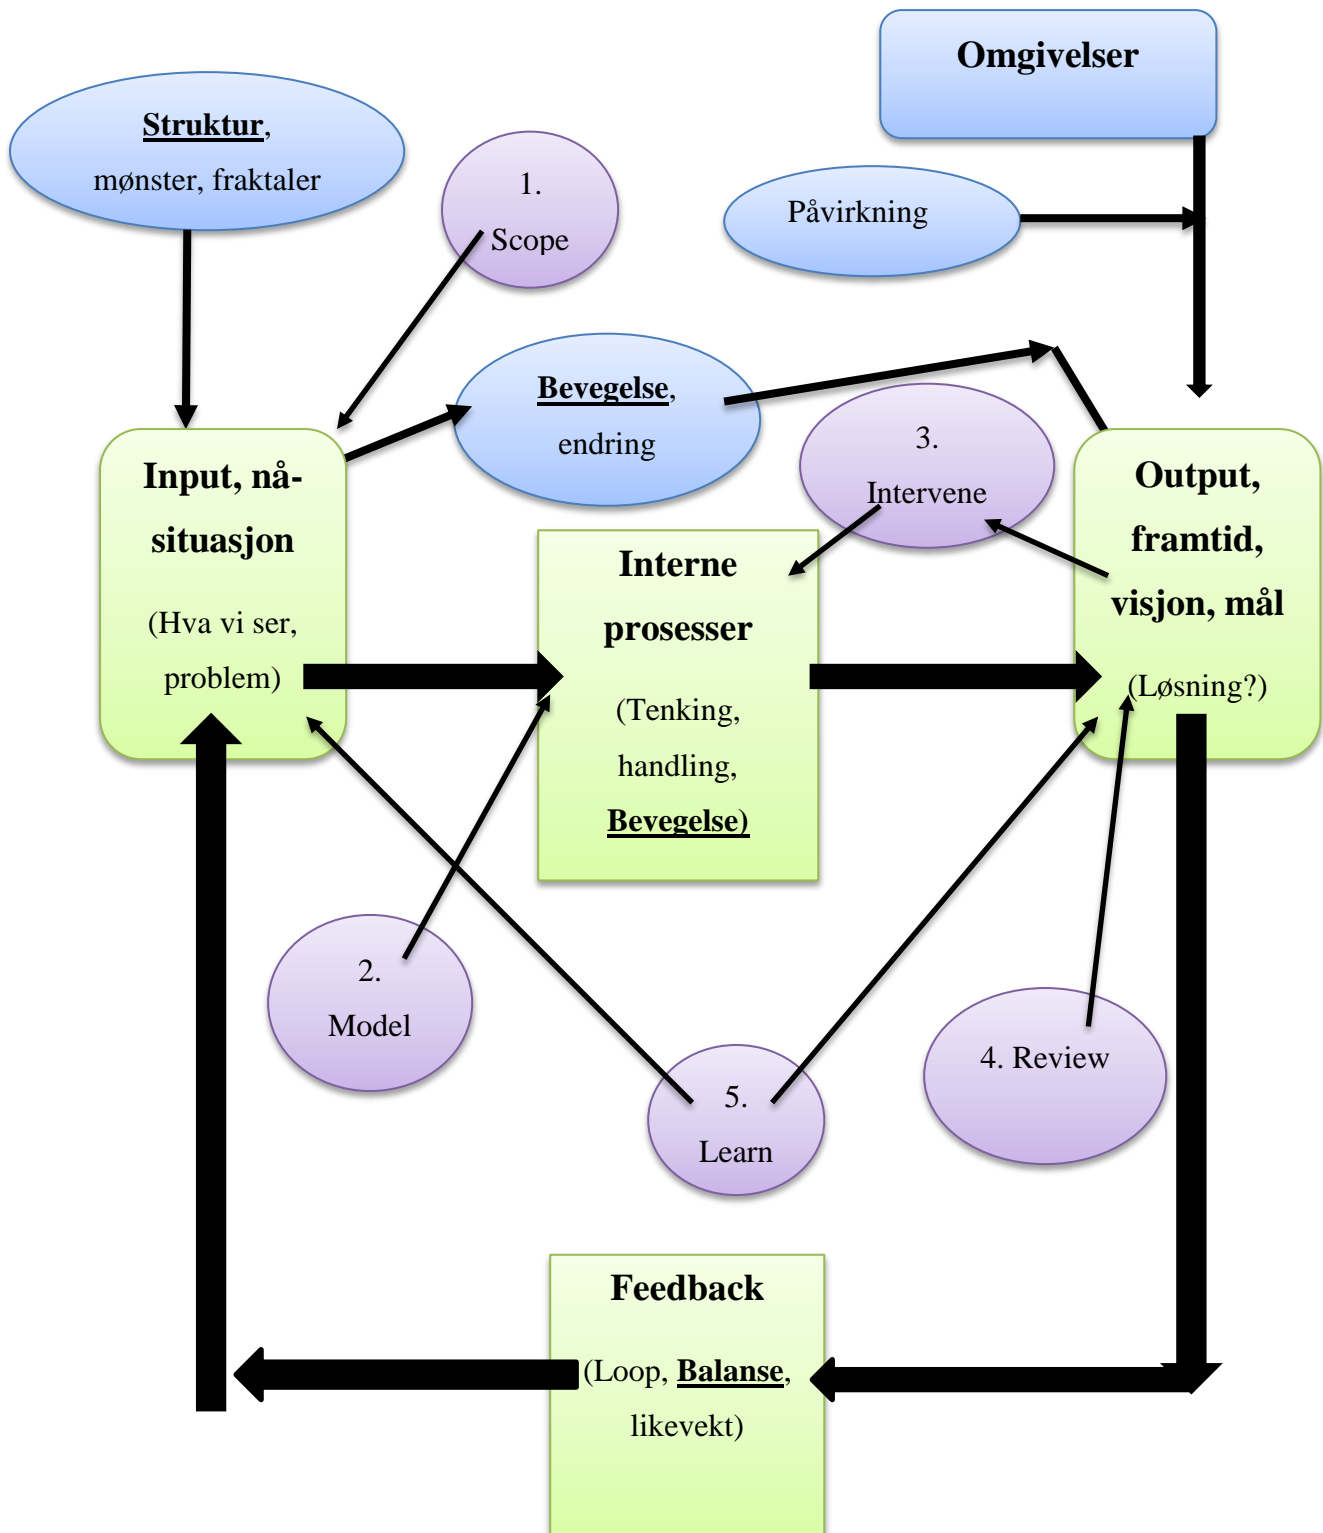 Omgivelser
Struktur,
mønster, fraktaler
1.
Scope
Påvirkning
Bevegelse,
endring
3.
Intervene
Input, nå-
situasjon
(Hva vi ser,
problem)
Interne
prosesser
(Tenking,
handling,
Bevegelse)
Output,
framtid,
visjon, mål
(Løsning?)
2.
Model
4. Review
5.
Learn
Feedback
(Loop, Balanse,
likevekt)